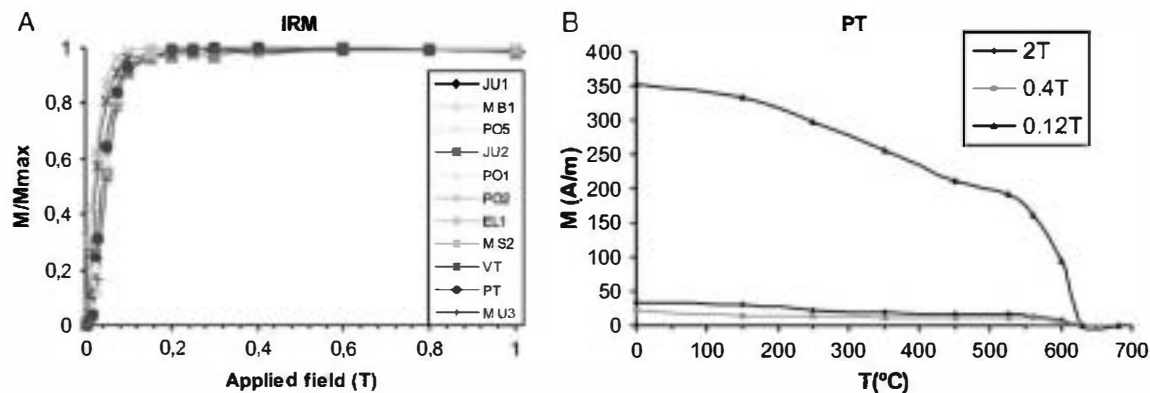 A
IRM
M/Mmax
1
0,8
0,6
0,4
0,2
0
0
0,2
0,4
0,6
0,8
1
Applied field (T)
JU1
MB1
PO5
JU2
PO1
PO2
EL1
MS2
VT
PT
MU3
B
PT
M (A/m)
400
350
300
250
200
150
100
50
0
0
100
200
300
400
500
600
700
T(ºC)
2T
0.4T
0.12T